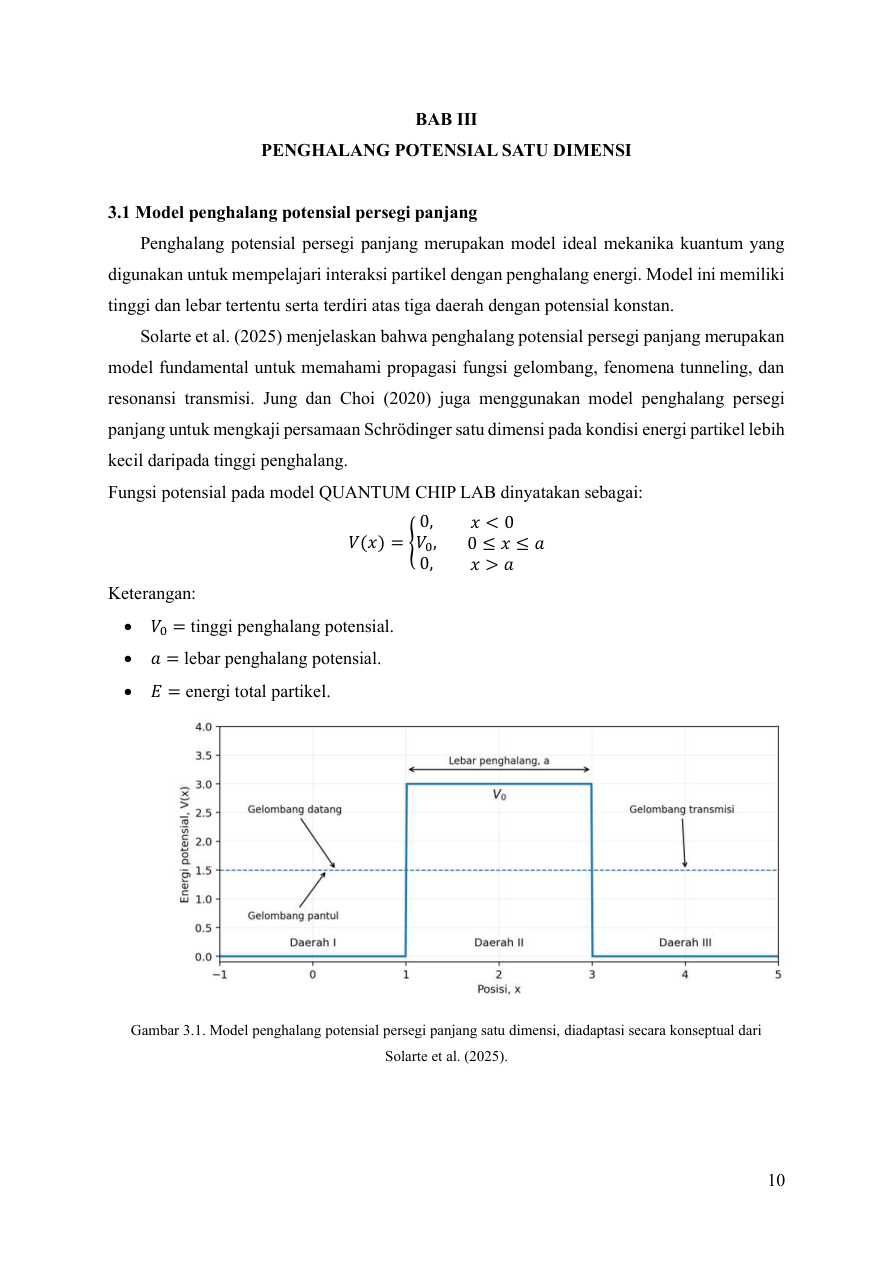 BAB III
PENGHALANG POTENSIAL SATU DIMENSI
3.1 Model penghalang potensial persegi panjang
Penghalang potensial persegi panjang merupakan model ideal mekanika kuantum yang
digunakan untuk mempelajari interaksi partikel dengan penghalang energi. Model ini memiliki
tinggi dan lebar tertentu serta terdiri atas tiga daerah dengan potensial konstan.
Solarte et al. (2025) menjelaskan bahwa penghalang potensial persegi panjang merupakan
model fundamental untuk memahami propagasi fungsi gelombang, fenomena tunneling, dan
resonansi transmisi. Jung dan Choi (2020) juga menggunakan model penghalang persegi
panjang untuk mengkaji persamaan Schrödinger satu dimensi pada kondisi energi partikel lebih
kecil daripada tinggi penghalang.
Fungsi potensial pada model QUANTUM CHIP LAB dinyatakan sebagai:
0, x < 0
V(x) = { V₀, 0 ≤ x ≤ a
0, x > a
Keterangan:
• V₀ = tinggi penghalang potensial.
• a = lebar penghalang potensial.
• E = energi total partikel.
4.0
3.5
3.0
2.5
2.0
1.5
1.0
0.5
0.0
Energi potensial, V(x)
Lebar penghalang, a
V₀
Gelombang datang
Gelombang transmisi
Gelombang pantul
Daerah I Daerah II Daerah III
−1 0 1 2 3 4 5
Posisi, x
Gambar 3.1. Model penghalang potensial persegi panjang satu dimensi, diadaptasi secara konseptual dari
Solarte et al. (2025).
10